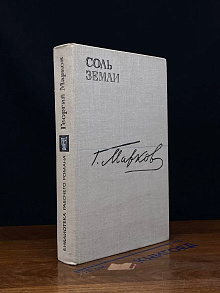 СОЛЬ
ЗЕМЛИ
Г. Марков
Георгий Марков
БИБЛИОТЕКА РАБОЧЕГО РОМАНА